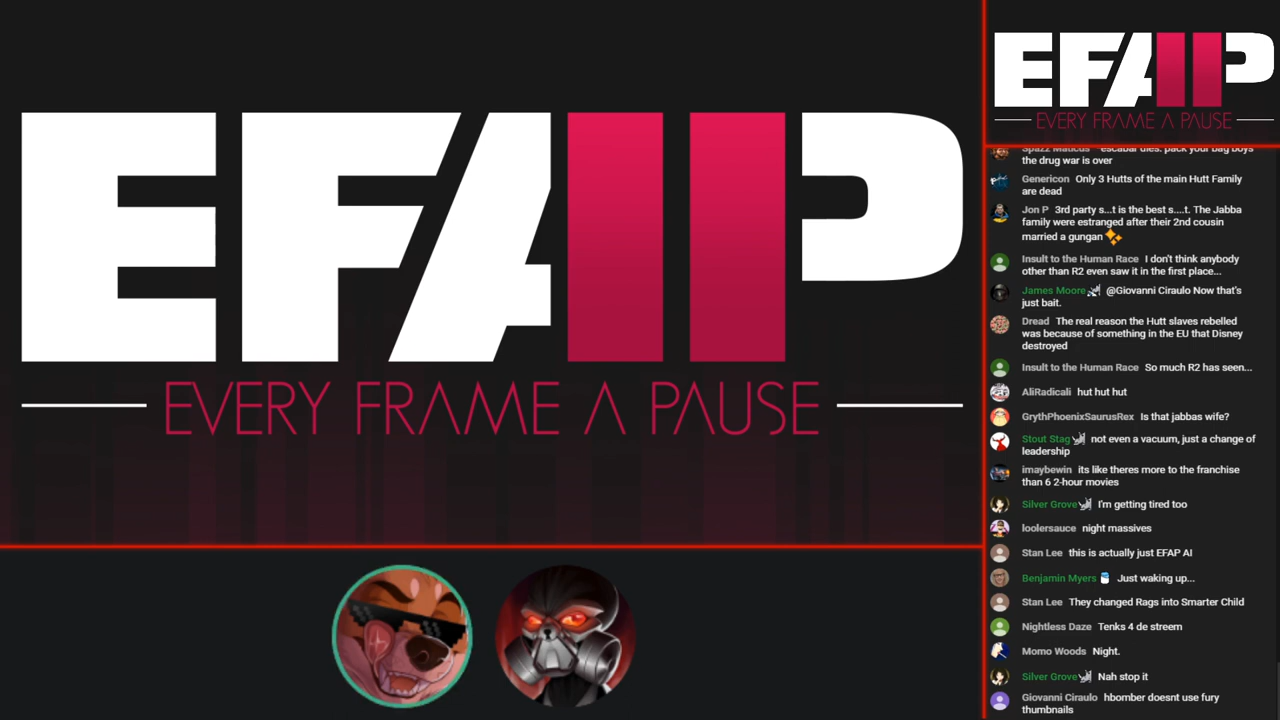 EFAP
EVERY FRAME A PAUSE
EFAP
EVERY FRAME A PAUSE
Spazz Maticus escabar dies. pack your bag boys
the drug war is over
Genericon Only 3 Hutts of the main Hutt Family
are dead
Jon P 3rd party s...t is the best s....t. The Jabba
family were estranged after their 2nd cousin
married a gungan
Insult to the Human Race I don't think anybody
other than R2 even saw it in the first place...
James Moore @Giovanni Ciraulo Now that's
just bait.
Dread The real reason the Hutt slaves rebelled
was because of something in the EU that Disney
destroyed
Insult to the Human Race So much R2 has seen...
AliRadicali hut hut hut
GrythPhoenixSaurusRex Is that jabbas wife?
Stout Stag not even a vacuum, just a change of
leadership
imaybewin its like theres more to the franchise
than 6 2-hour movies
Silver Grove I'm getting tired too
loolersauce night massives
Stan Lee this is actually just EFAP AI
Benjamin Myers Just waking up...
Stan Lee They changed Rags into Smarter Child
Nightless Daze Tenks 4 de streem
Momo Woods Night.
Silver Grove Nah stop it
Giovanni Ciraulo hbomber doesnt use fury
thumbnails